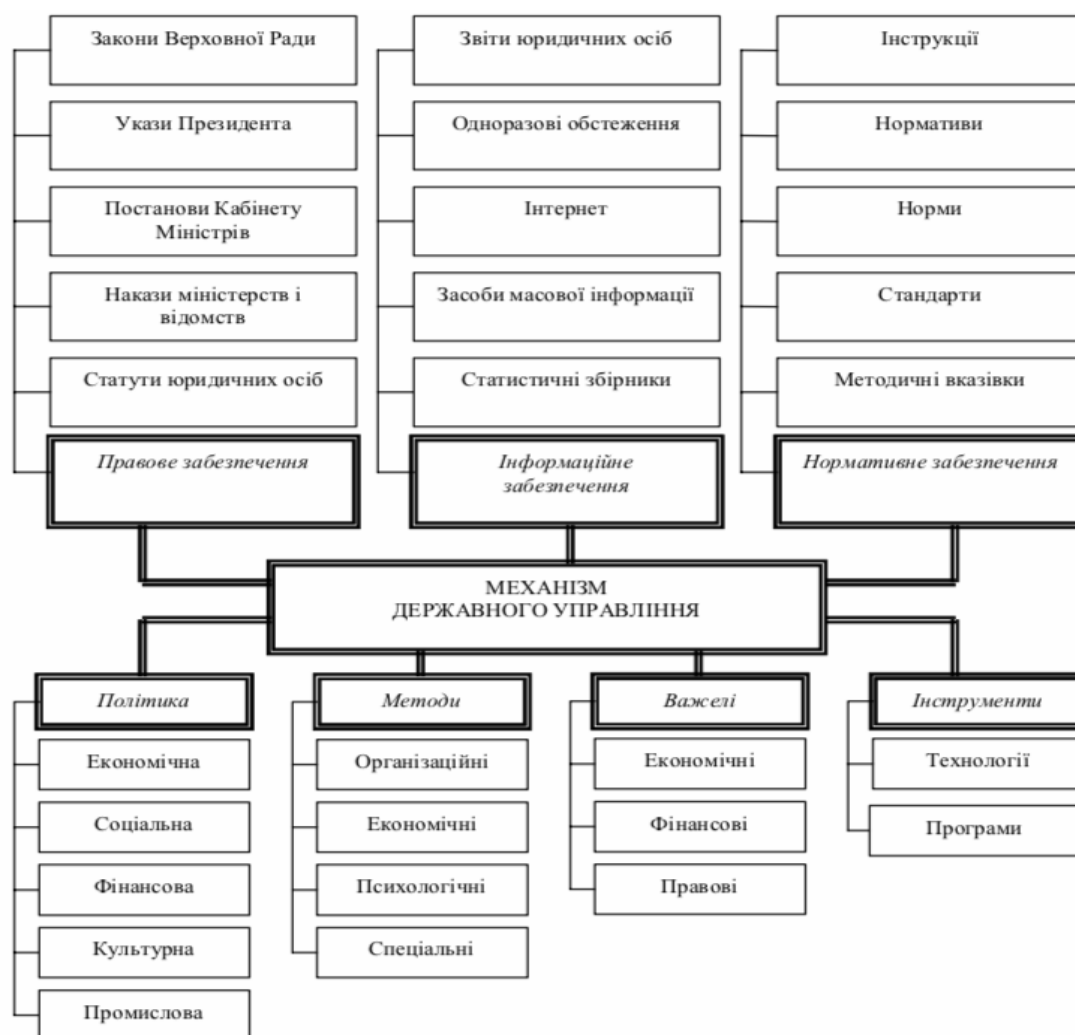 Закони Верховної Ради
Укази Президента
Постанови Кабінету
Міністрів
Накази міністерств і
відомств
Статути юридичних осіб
Правове забезпечення
Звіти юридичних осіб
Одноразові обстеження
Інтернет
Засоби масової інформації
Статистичні збірники
Інформаційне
забезпечення
Інструкції
Нормативи
Норми
Стандарти
Методичні вказівки
Нормативне забезпечення
МЕХАНІЗМ
ДЕРЖАВНОГО УПРАВЛІННЯ
Політика
Економічна
Соціальна
Фінансова
Культурна
Промислова
Методи
Організаційні
Економічні
Психологічні
Спеціальні
Важелі
Економічні
Фінансові
Правові
Інструменти
Технології
Програми